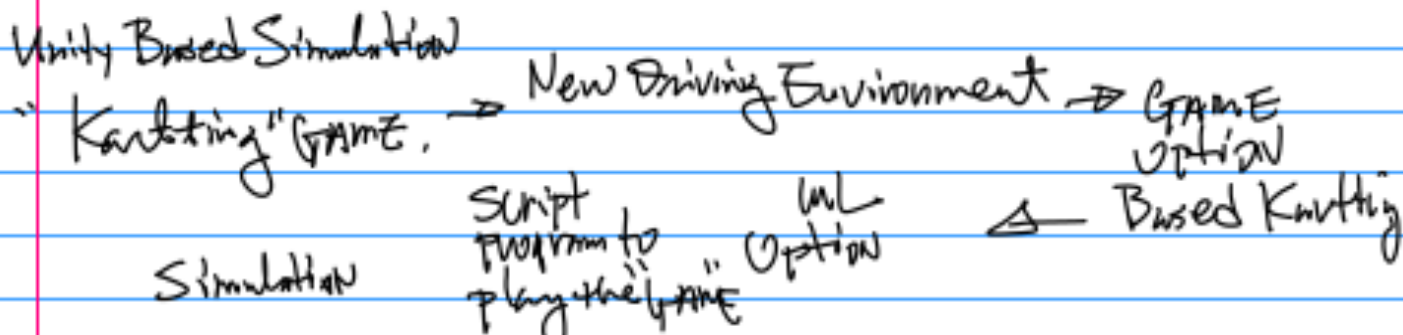 Unity Based Simulation
"Kartting" GAME. → New Driving Environment → GAME
option
Based Kartting
script
program to
play the "GAME"
ML
option
Simulation